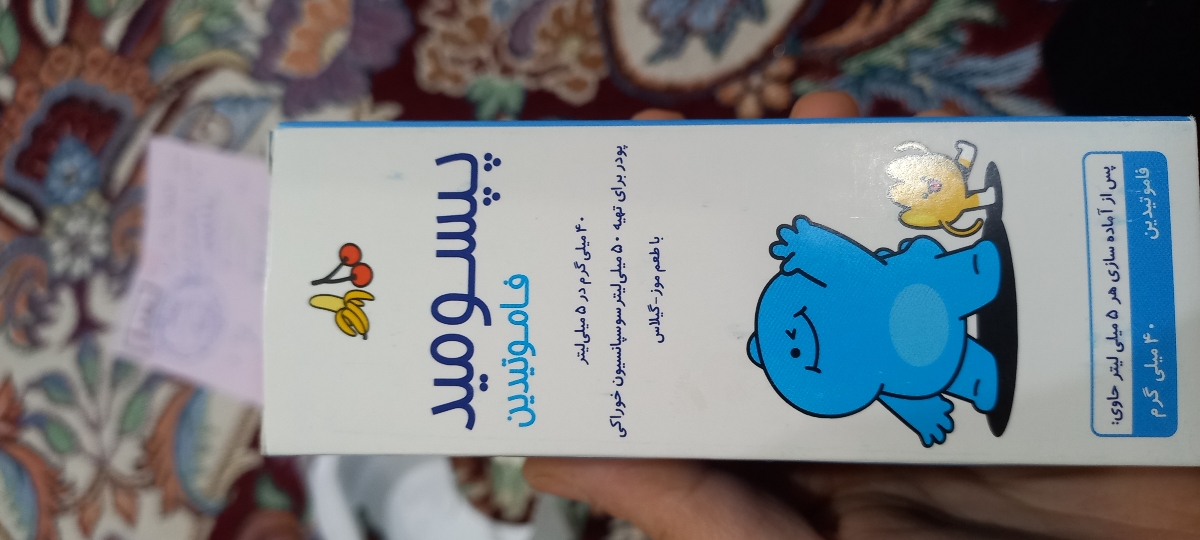 پپسومید
فاموتیدین
۴۰ میلی‌گرم در ۵ میلی‌لیتر
پودر برای تهیه ۵۰ میلی‌لیتر سوسپانسیون خوراکی
با طعم موز-گیلاس
پس از آماده سازی هر ۵ میلی لیتر حاوی:
فاموتیدین
۴۰ میلی گرم